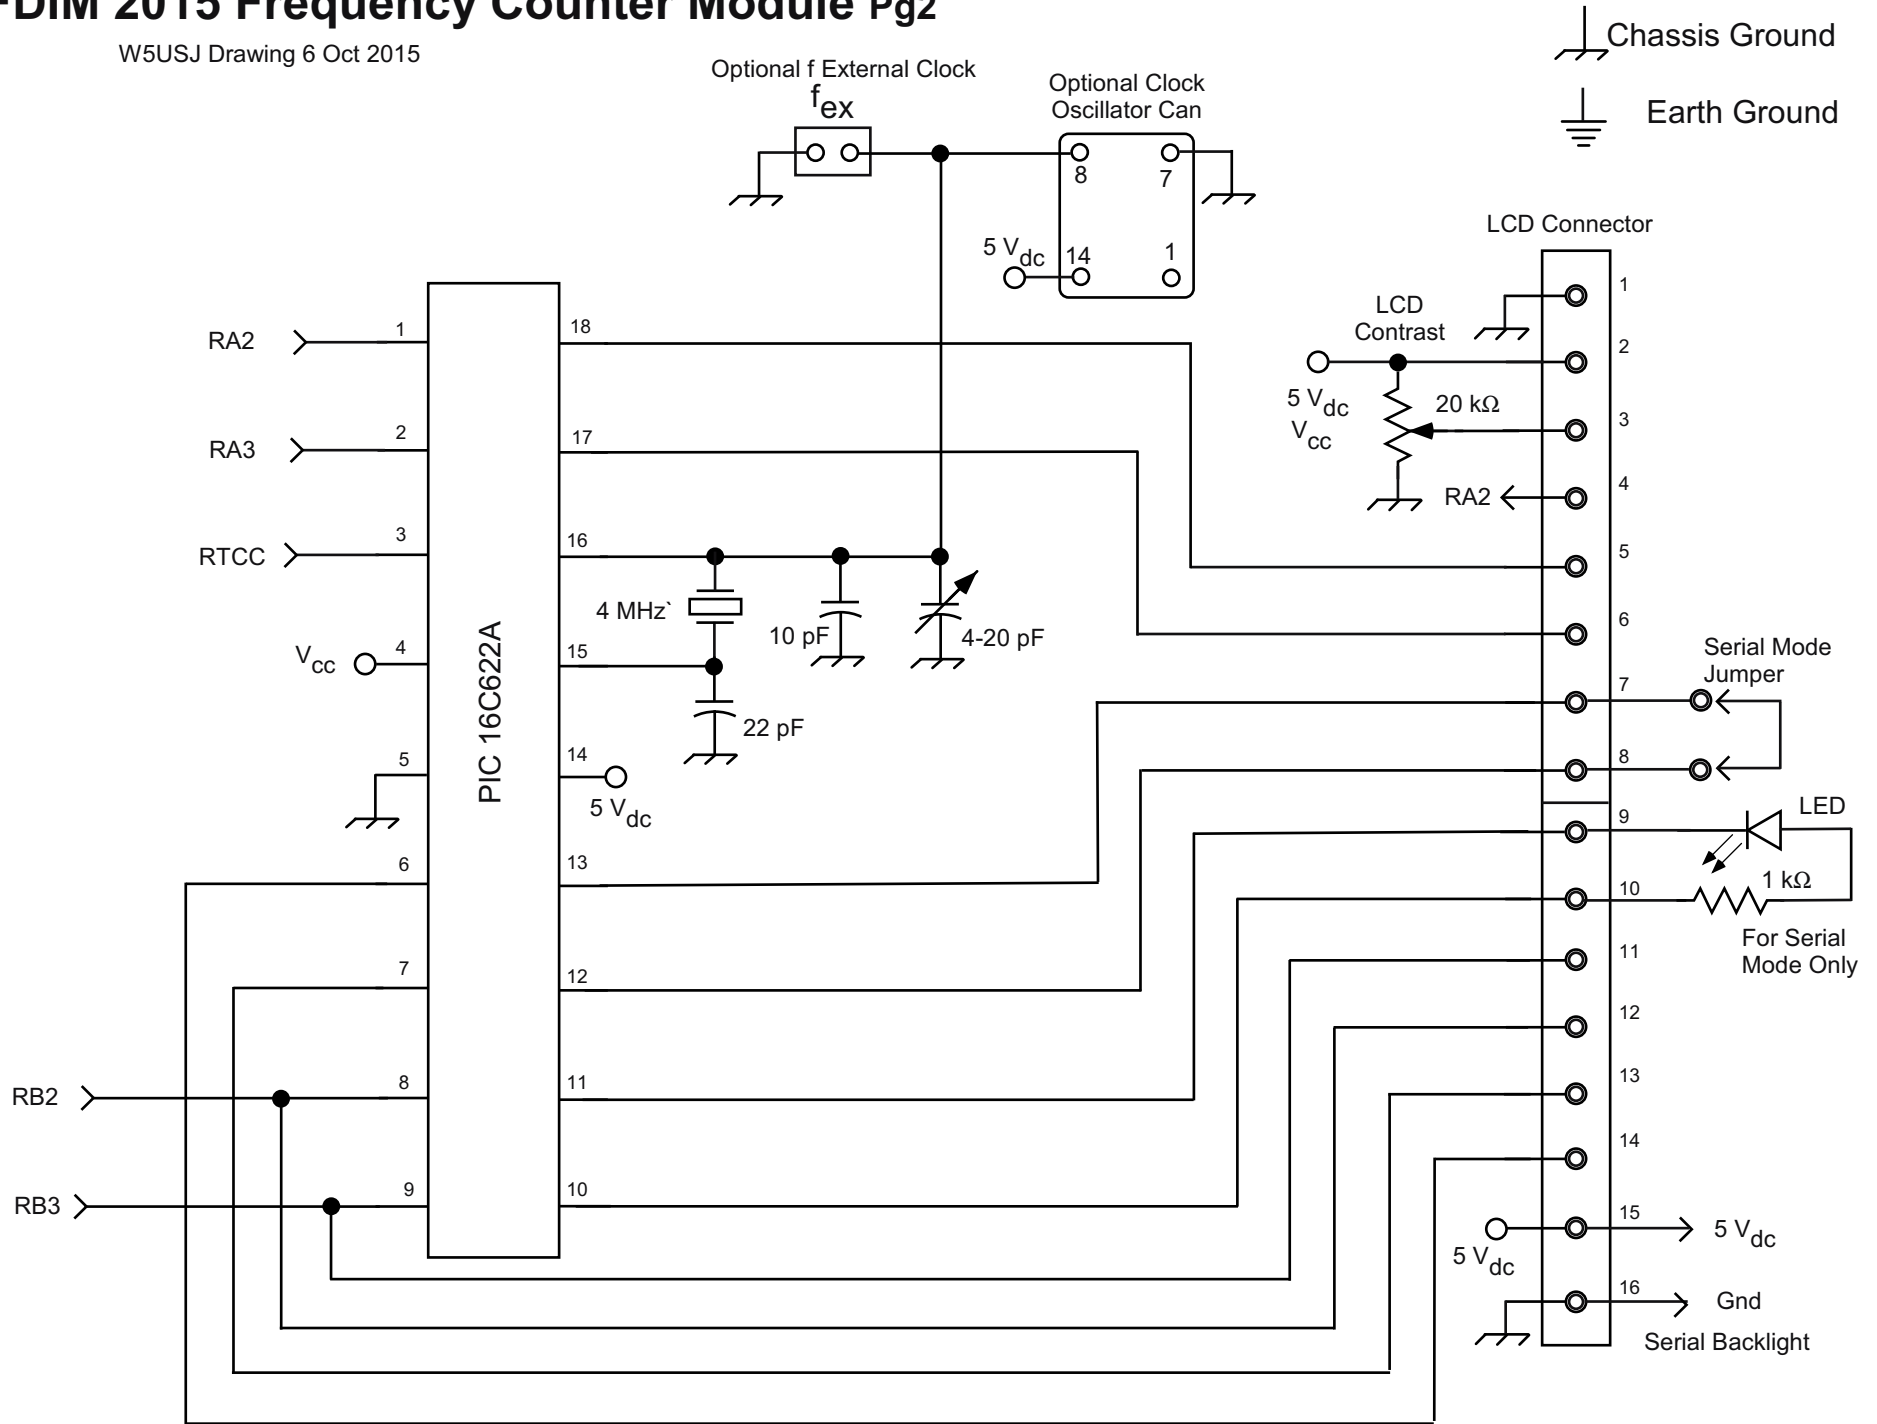 FDIM 2015 Frequency Counter Module Pg2
W5USJ Drawing 6 Oct 2015
Chassis Ground
Earth Ground
Optional f External Clock
fex
Optional Clock
Oscillator Can
8
7
5 Vdc
14
1
LCD Connector
1
2
3
4
5
6
7
8
9
10
11
12
13
14
15
16
LCD
Contrast
5 Vdc
Vcc
20 kΩ
RA2
Serial Mode
Jumper
LED
1 kΩ
For Serial
Mode Only
5 Vdc
5 Vdc
Gnd
Serial Backlight
RA2
1
RA3
2
RTCC
3
Vcc
4
5
6
7
RB2
8
RB3
9
PIC 16C622A
18
17
16
15
14
13
12
11
10
4 MHz`
10 pF
4-20 pF
22 pF
5 Vdc